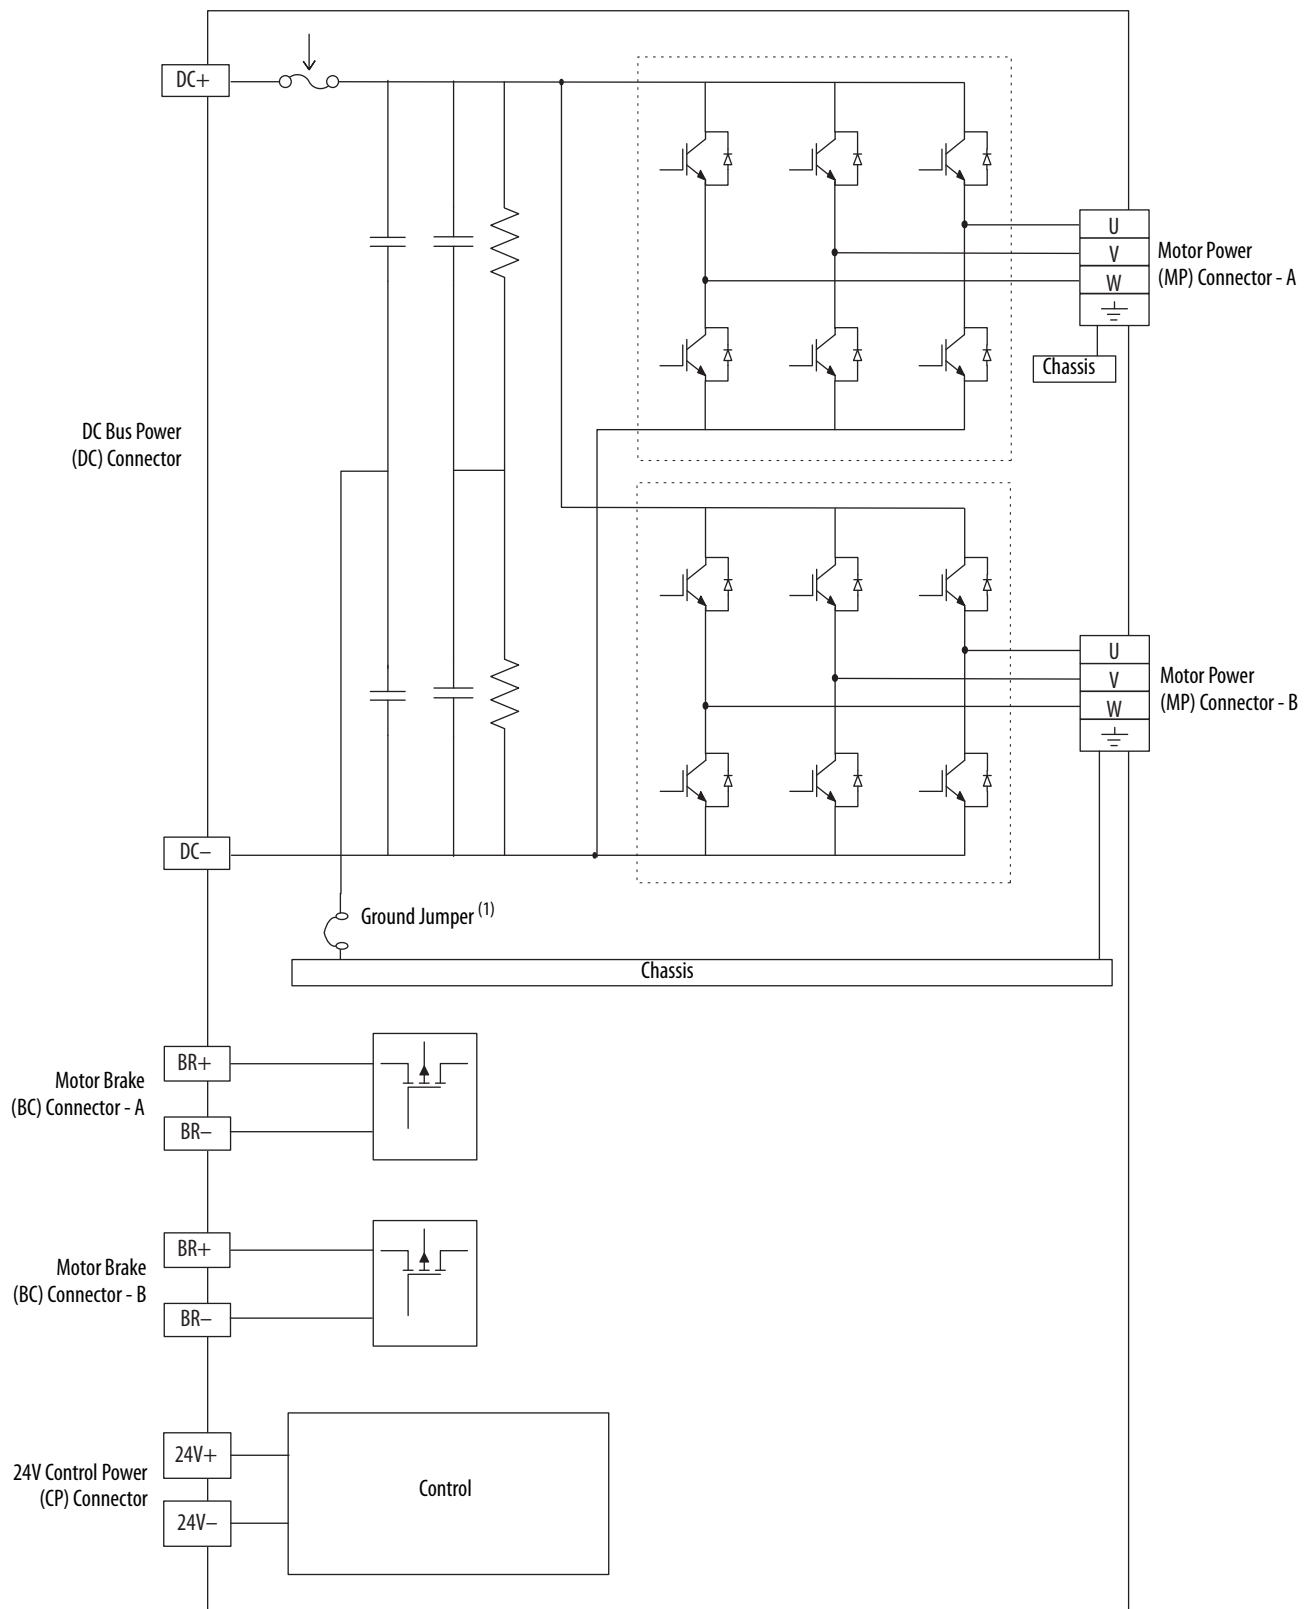 DC+
U
V
W
Motor Power
(MP) Connector - A
Chassis
DC Bus Power
(DC) Connector
U
V
W
Motor Power
(MP) Connector - B
DC–
Ground Jumper (1)
Chassis
BR+
Motor Brake
(BC) Connector - A
BR–
BR+
Motor Brake
(BC) Connector - B
BR–
24V+
24V Control Power
(CP) Connector
24V–
Control